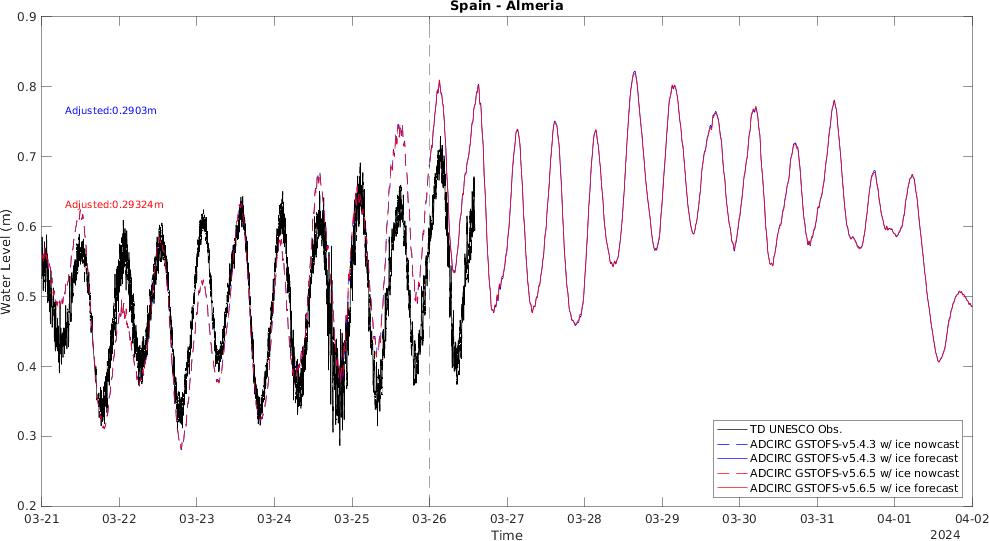 Spain - Almeria
0.9
0.8
0.7
0.6
0.5
0.4
0.3
0.2
Water Level (m)
Adjusted:0.2903m
Adjusted:0.29324m
TD UNESCO Obs.
ADCIRC GSTOFS-v5.4.3 w/ ice nowcast
ADCIRC GSTOFS-v5.4.3 w/ ice forecast
ADCIRC GSTOFS-v5.6.5 w/ ice nowcast
ADCIRC GSTOFS-v5.6.5 w/ ice forecast
03-21 03-22 03-23 03-24 03-25 03-26 03-27 03-28 03-29 03-30 03-31 04-01 04-02
Time
2024